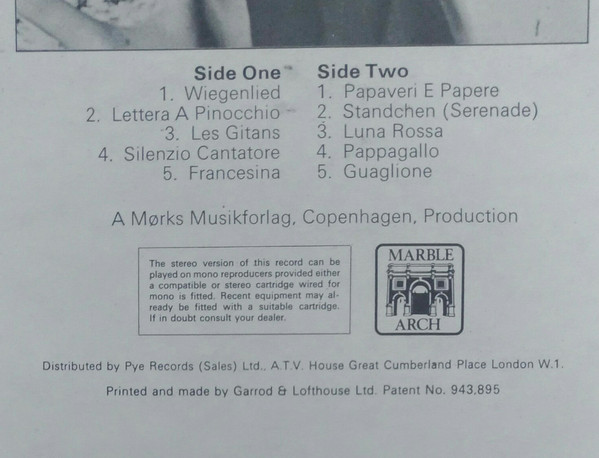 Side One
1. Wiegenlied
2. Lettera A Pinocchio
3. Les Gitans
4. Silenzio Cantatore
5. Francesina
Side Two
1. Papaveri E Papere
2. Standchen (Serenade)
3. Luna Rossa
4. Pappagallo
5. Guaglione
A Mørks Musikforlag, Copenhagen, Production
The stereo version of this record can be
played on mono reproducers provided either
a compatible or stereo cartridge wired for
mono is fitted. Recent equipment may al-
ready be fitted with a suitable cartridge.
If in doubt consult your dealer.
MARBLE
ARCH
Distributed by Pye Records (Sales) Ltd., A.T.V. House Great Cumberland Place London W.1.
Printed and made by Garrod & Lofthouse Ltd. Patent No. 943,895